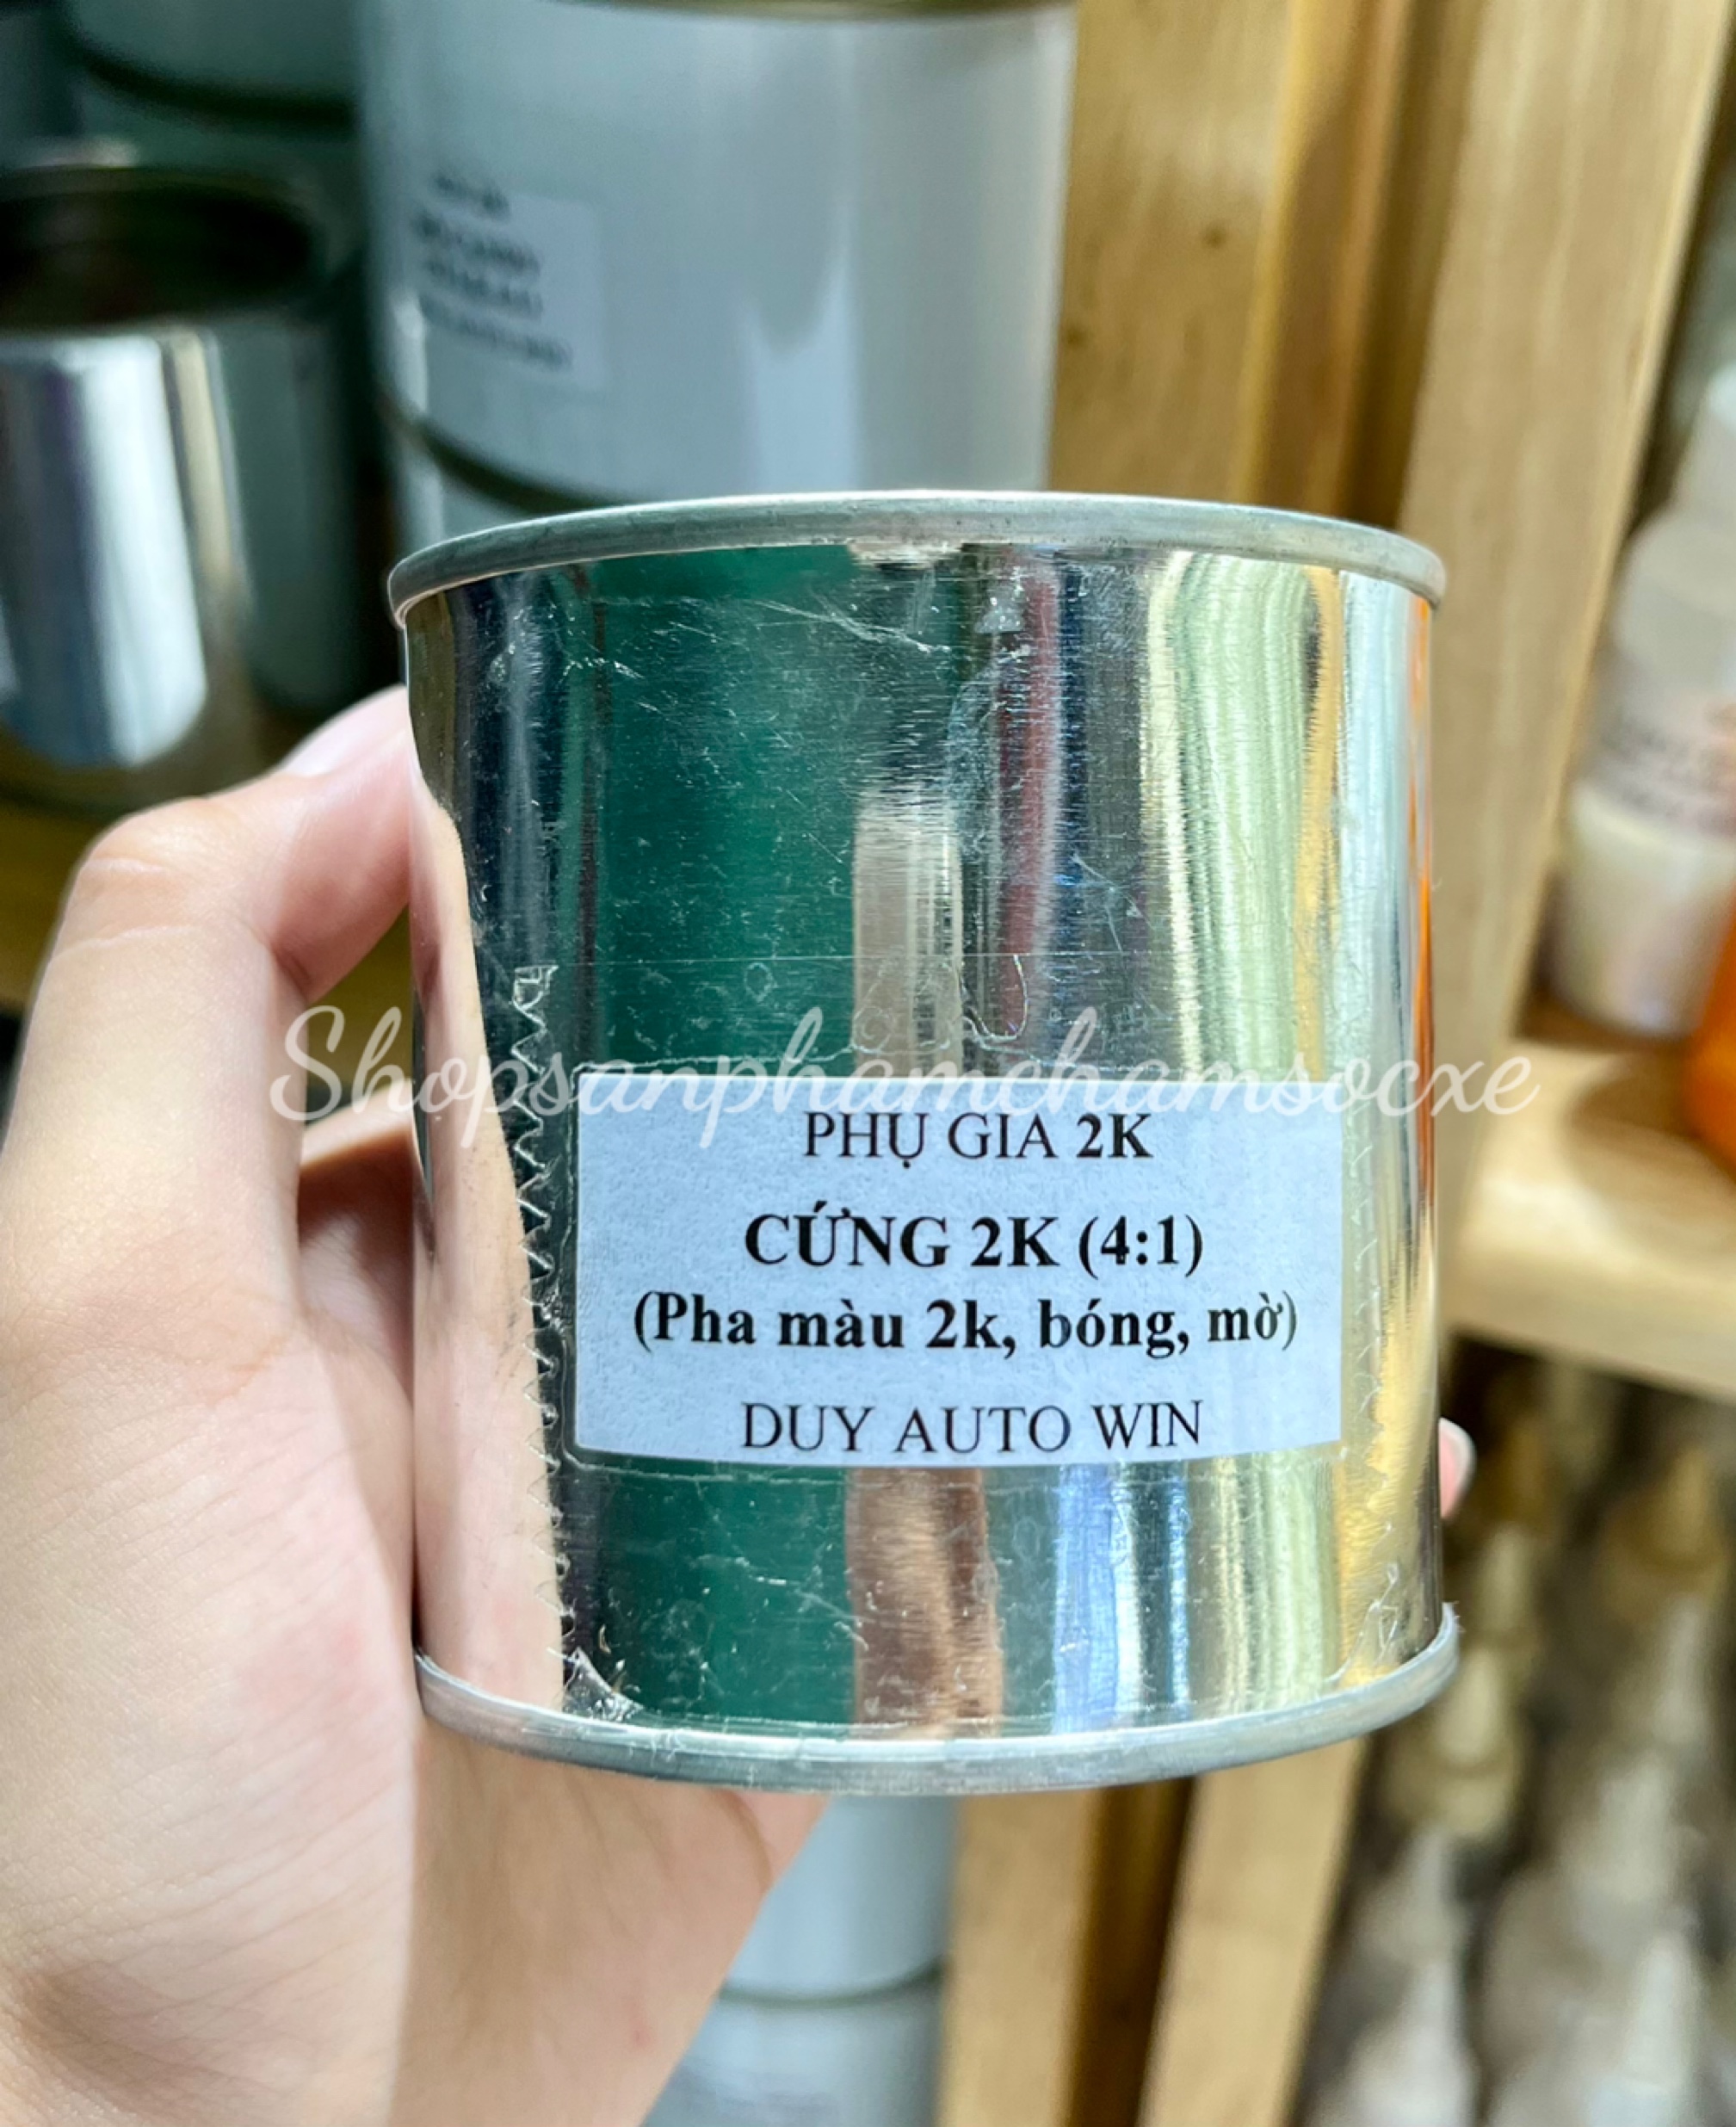 Shopsanphamchamsocxe
PHỤ GIA 2K
CỨNG 2K (4:1)
(Pha màu 2k, bóng, mờ)
DUY AUTO WIN